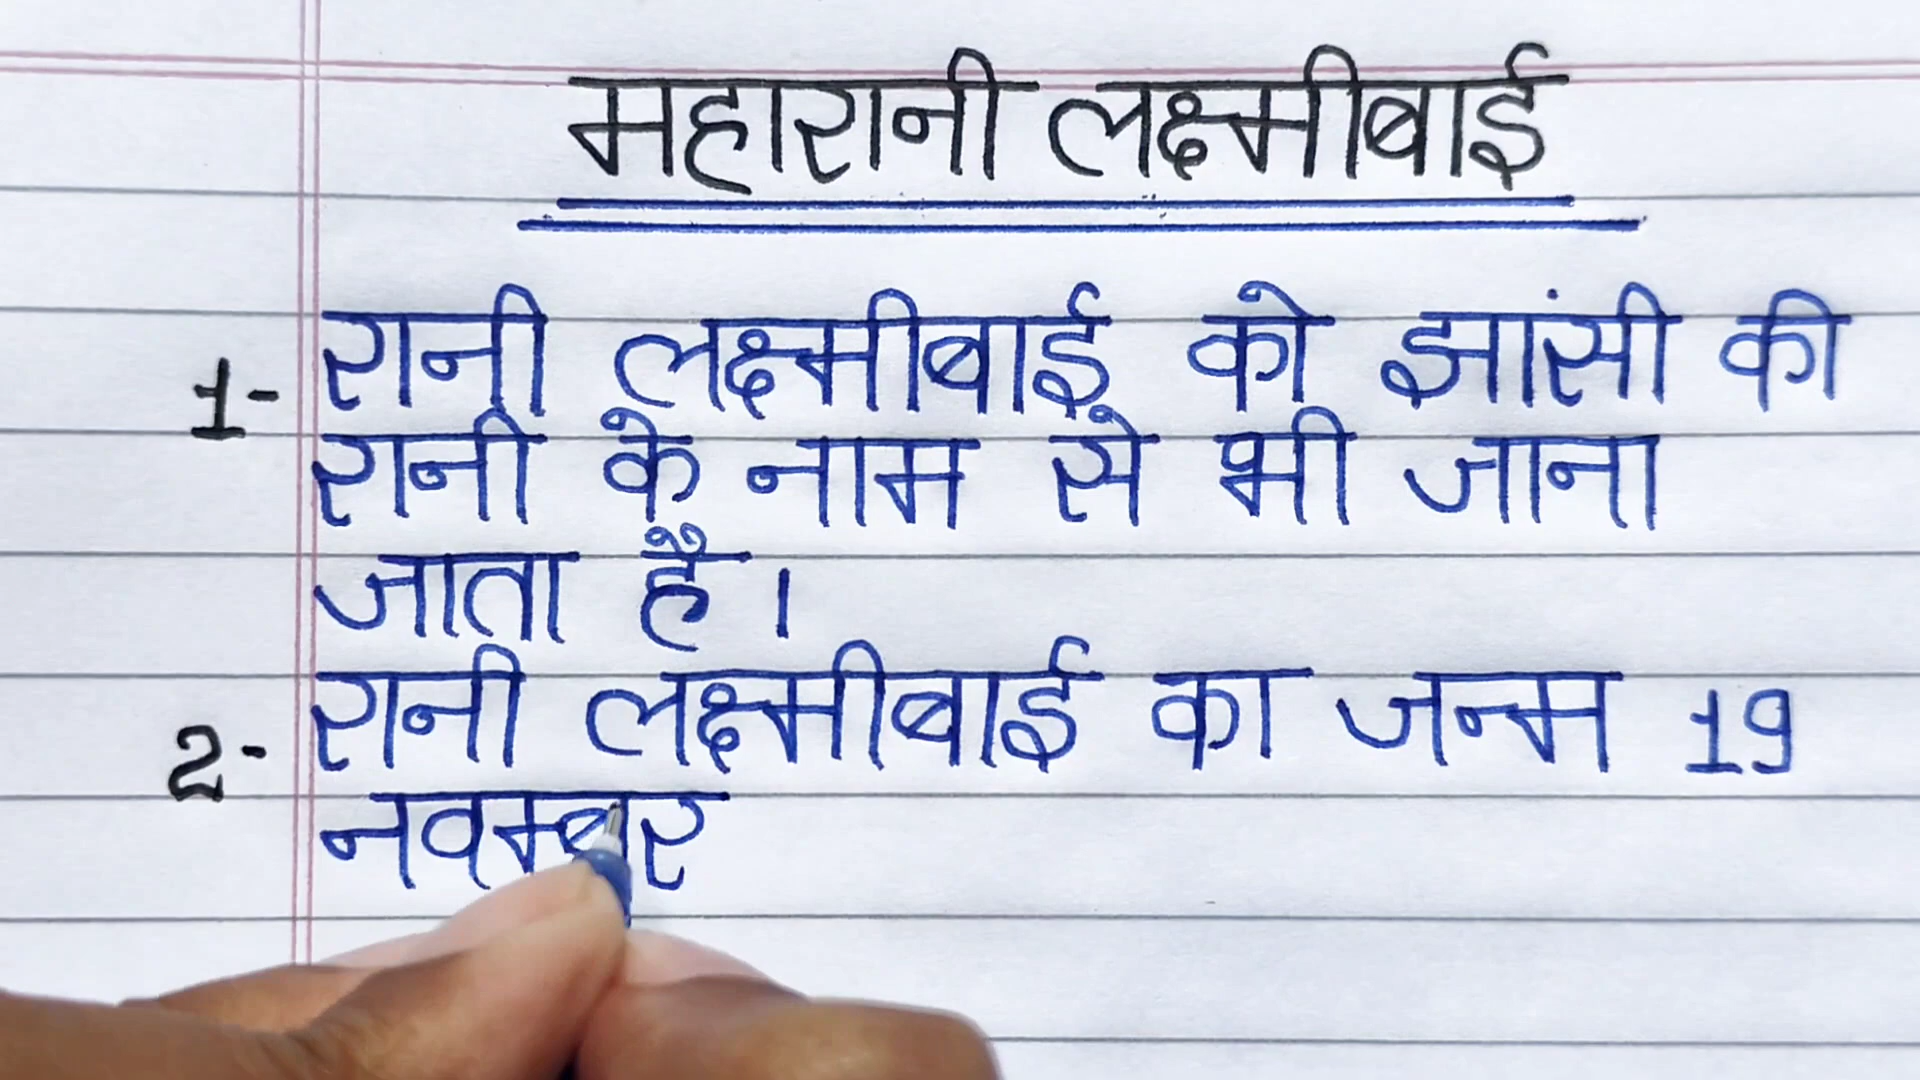 महारानी लक्ष्मीबाई
1- रानी लक्ष्मीबाई को झांसी की
रानी के नाम से भी जाना
जाता है।
2- रानी लक्ष्मीबाई का जन्म 19
नवम्बर